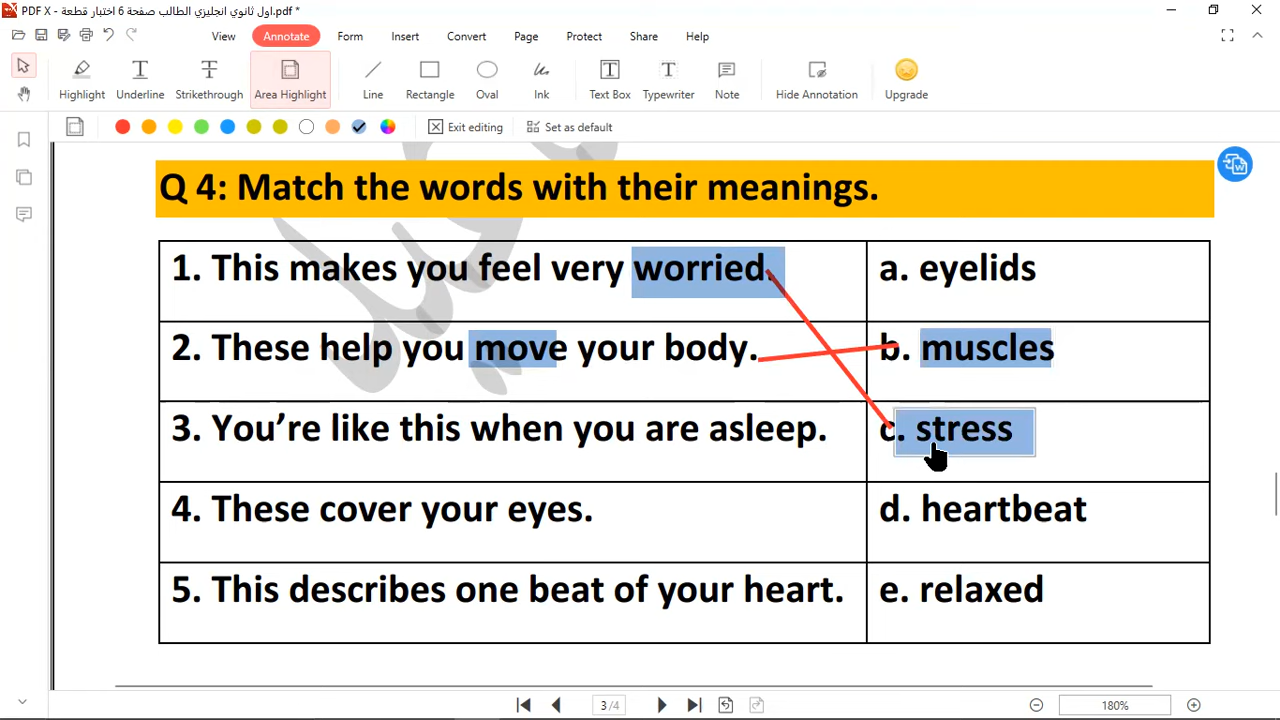 PDF X - اول ثانوي انجليزي الطالب صفحة 6 اختبار قطعة.pdf *
View Annotate Form Insert Convert Page Protect Share Help
Highlight Underline Strikethrough Area Highlight Line Rectangle Oval Ink Text Box Typewriter Note Hide Annotation Upgrade
Exit editing Set as default
Q 4: Match the words with their meanings.
1. This makes you feel very worried. a. eyelids
2. These help you move your body. b. muscles
3. You’re like this when you are asleep. c. stress
4. These cover your eyes. d. heartbeat
5. This describes one beat of your heart. e. relaxed
3 /4 180%